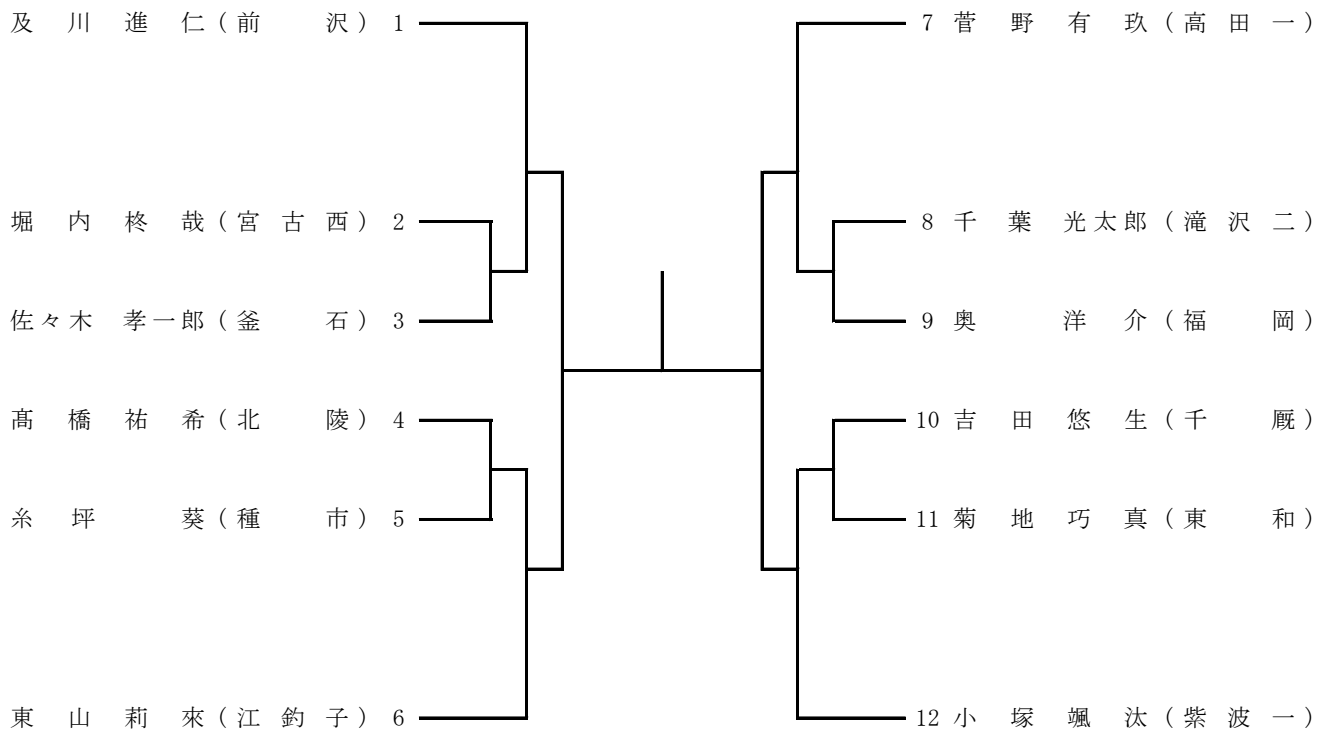 及川進仁(前沢) 1
堀内柊哉(宮古西) 2
佐々木孝一郎(釜石) 3
髙橋祐希(北陵) 4
糸坪葵(種市) 5
東山莉來(江釣子) 6
7 菅野有玖(高田一)
8 千葉光太郎(滝沢二)
9 奥洋介(福岡)
10 吉田悠生(千厩)
11 菊地巧真(東和)
12 小塚颯汰(紫波一)